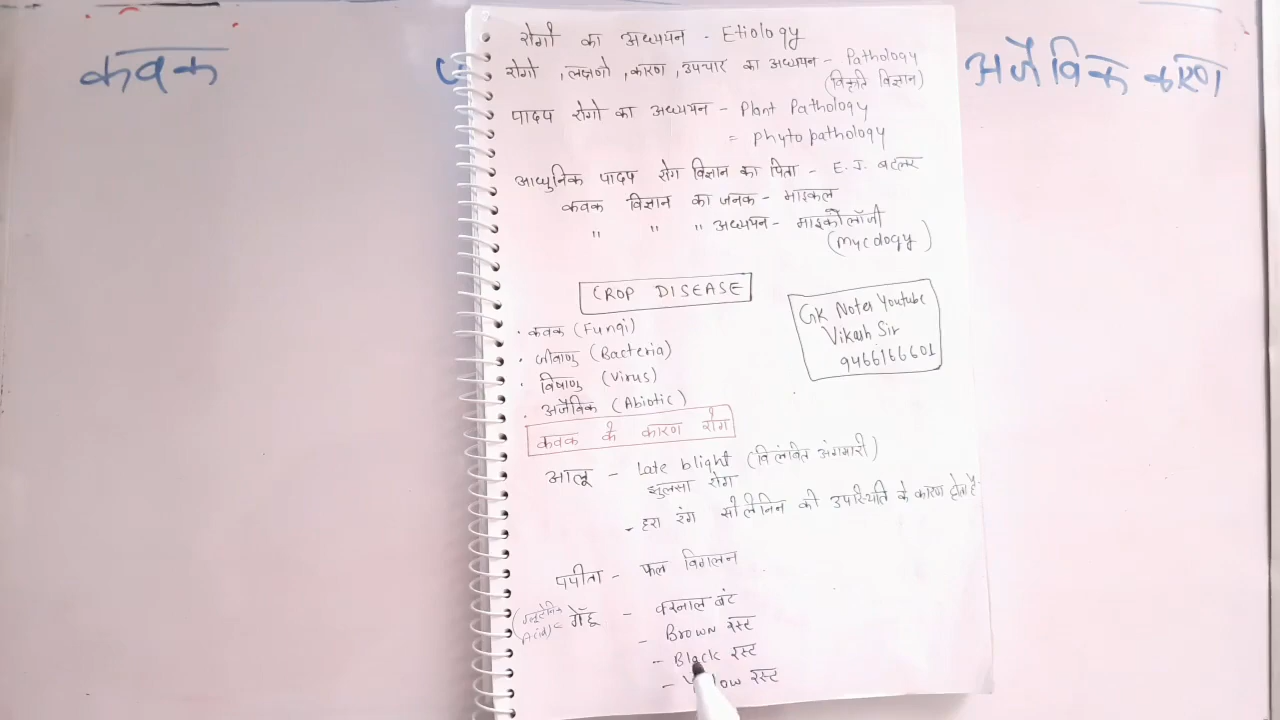 कवक
अजैविक कारण
रोगो का अध्ययन - Etiology
रोगो, लक्षणो, कारण, उपचार का अध्ययन - Pathology
(विकृति विज्ञान)
पादप रोगो का अध्ययन - Plant Pathology
= Phytopathology
आधुनिक पादप रोग विज्ञान का पिता - E.J. बटलर
कवक विज्ञान का जनक - माइकल
" " " अध्ययन - माइकोलॉजी
(Mycology)
CROP DISEASE
GK Notes Youtube
Vikash Sir
9466166601
· कवक (Fungi)
· जीवाणु (Bacteria)
· विषाणु (Virus)
· अजैविक (Abiotic)
कवक के कारण रोग
आलू - Late blight (विलंबित अंगमारी)
झुलसा रोग
- हरा रंग सोलेनिन की उपस्थिति के कारण होता है-
पपीता - फल विगलन
गेंहू - करनाल बंट
- Brown रस्ट
- Black रस्ट
- Yellow रस्ट